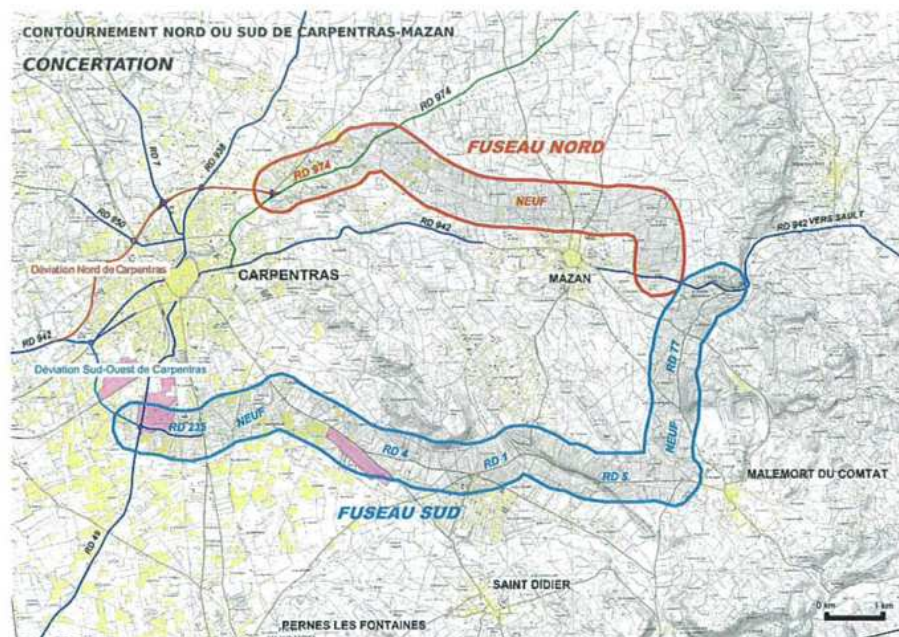 CONTOURNEMENT NORD OU SUD DE CARPENTRAS-MAZAN
CONCERTATION
RD 974
RD 7
RD 938
FUSEAU NORD
RD 974
NEUF
RD 950
RD 942
RD 942 VERS SAULT
Déviation Nord de Carpentras
CARPENTRAS
MAZAN
RD 942
Déviation Sud-Ouest de Carpentras
RD 77
NEUF
RD 235
NEUF
RD 4
RD 1
RD 5
MALEMORT DU COMTAT
FUSEAU SUD
RD 49
SAINT DIDIER
0 km 1 km
PERNES LES FONTAINES